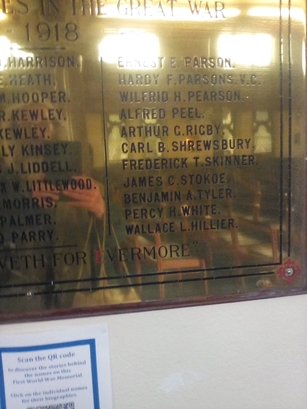 ES IN THE GREAT WAR
1918
HARRISON. ERNEST E. PARSON.
HEATH. HARDY F. PARSONS. V.C.
HOOPER. WILFRID H. PEARSON.
R. KEWLEY. ALFRED PEEL.
KEWLEY. ARTHUR C. RIGBY.
LY KINSEY. CARL B. SHREWSBURY.
J. LIDDELL. FREDERICK T. SKINNER.
W. LITTLEWOOD. JAMES C. STOKOE.
MORRIS. BENJAMIN A. TYLER.
PALMER. PERCY H. WHITE.
PARRY. WALLACE L. HILLIER.
VETH FOR EVERMORE"
Scan the QR code
to discover the stories behind
the names on this
First World War Memorial.
Click on the individual names
for their biographies.